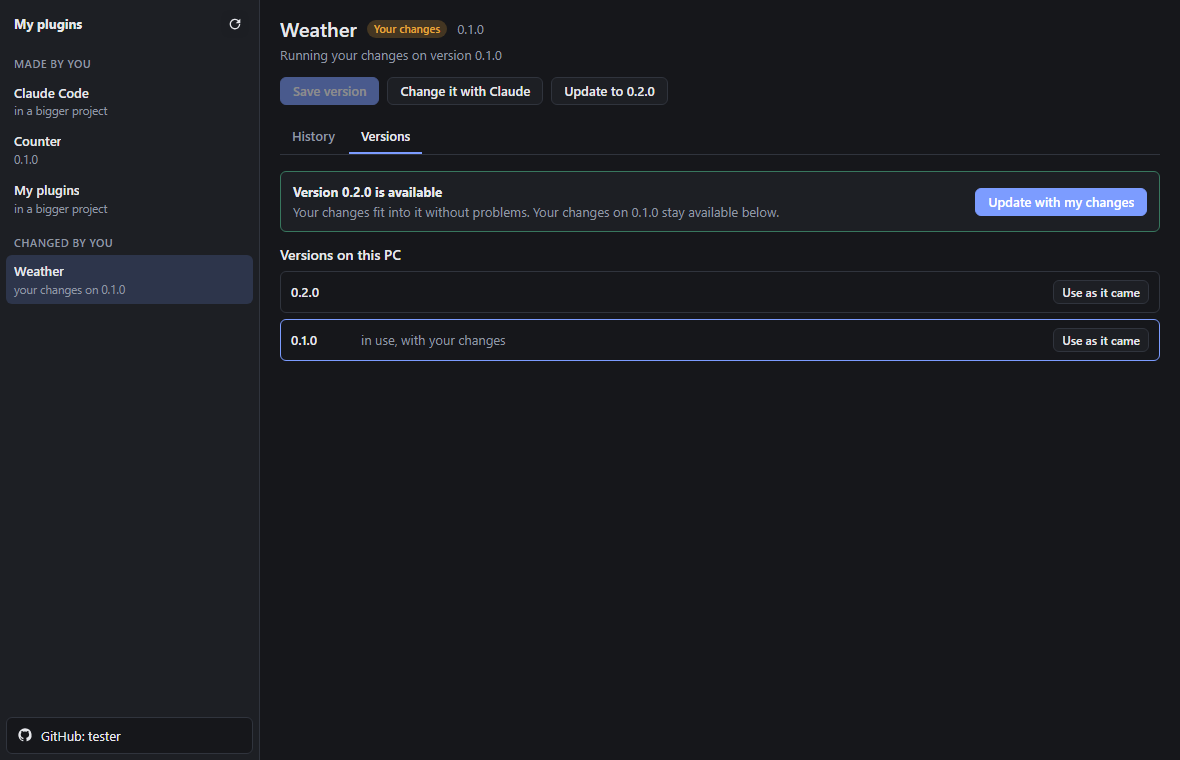 My plugins
MADE BY YOU
Claude Code
in a bigger project
Counter
0.1.0
My plugins
in a bigger project
CHANGED BY YOU
Weather
your changes on 0.1.0
GitHub: tester
Weather Your changes 0.1.0
Running your changes on version 0.1.0
Save version Change it with Claude Update to 0.2.0
History Versions
Version 0.2.0 is available
Your changes fit into it without problems. Your changes on 0.1.0 stay available below.
Update with my changes
Versions on this PC
0.2.0 Use as it came
0.1.0 in use, with your changes Use as it came